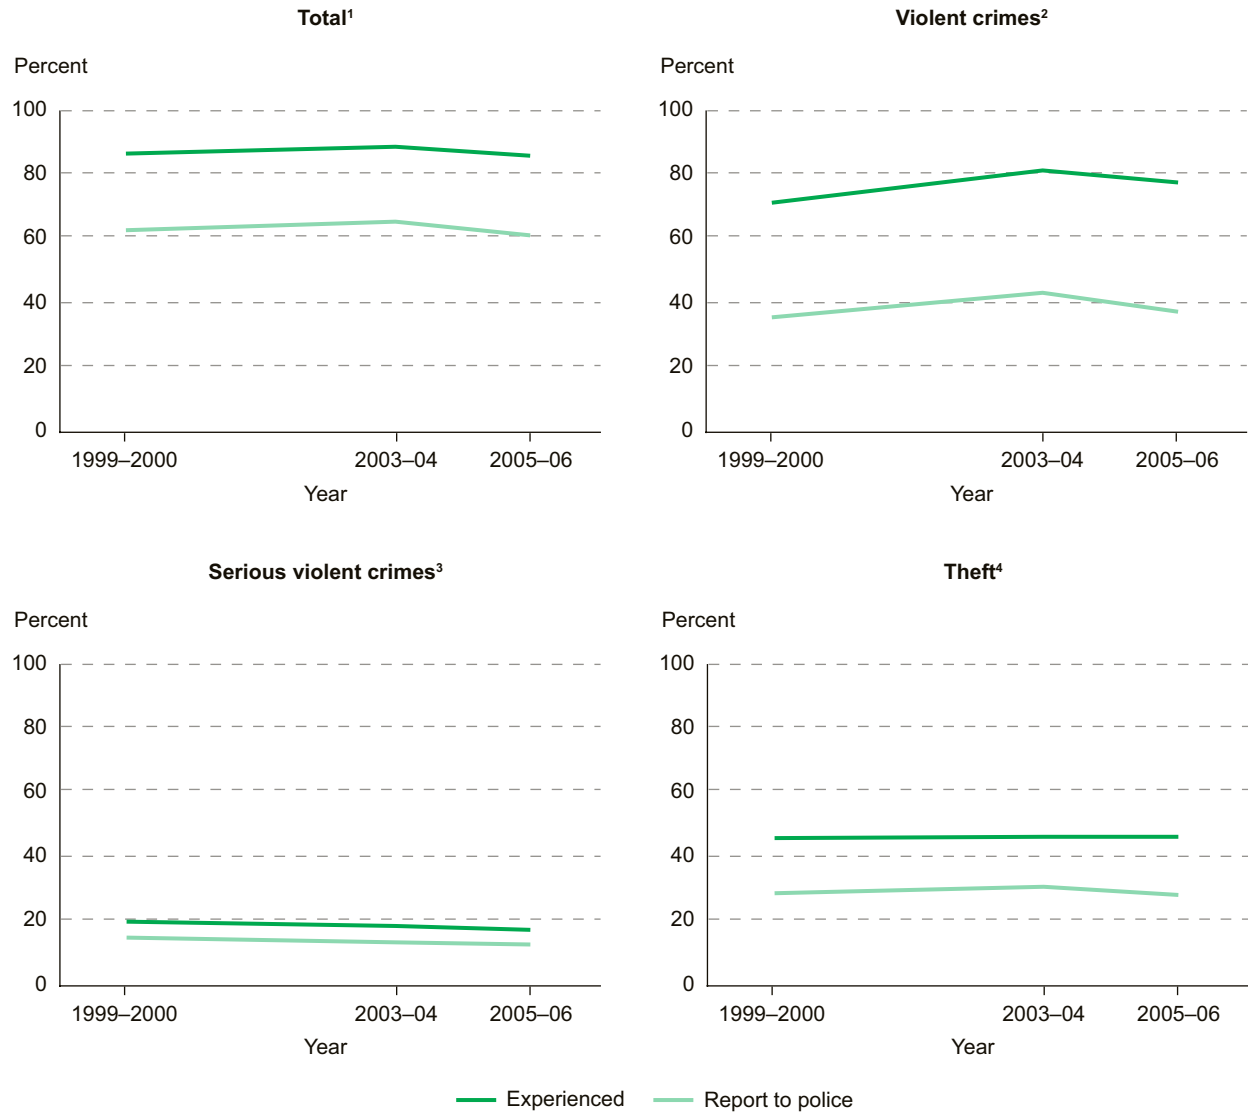 Total¹
Percent
100
80
60
40
20
0
1999–2000
2003–04
2005–06
Year
Violent crimes²
Percent
100
80
60
40
20
0
1999–2000
2003–04
2005–06
Year
Serious violent crimes³
Percent
100
80
60
40
20
0
1999–2000
2003–04
2005–06
Year
Theft⁴
Percent
100
80
60
40
20
0
1999–2000
2003–04
2005–06
Year
Experienced
Report to police